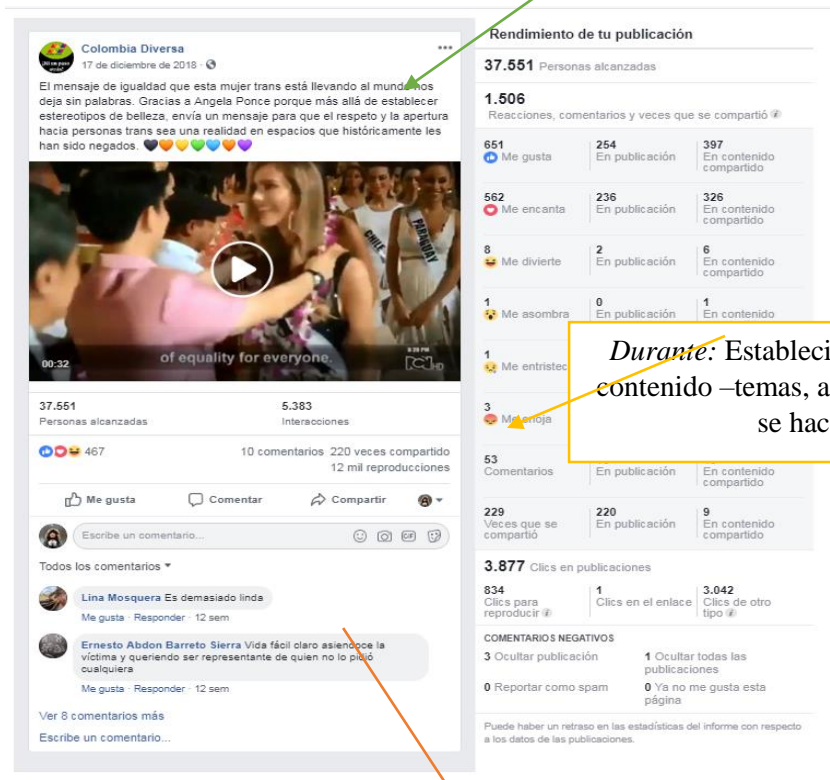 Colombia Diversa
17 de diciembre de 2018
El mensaje de igualdad que esta mujer trans está llevando al mundo nos
deja sin palabras. Gracias a Angela Ponce porque más allá de establecer
estereotipos de belleza, envía un mensaje para que el respeto y la apertura
hacia personas trans sea una realidad en espacios que históricamente les
han sido negados.
CHILE
PARAGUAY
of equality for everyone.
00:32
8:28 PM
RCN HD
37.551
Personas alcanzadas
5.383
Interacciones
467
10 comentarios 220 veces compartido
12 mil reproducciones
Me gusta
Comentar
Compartir
Escribe un comentario...
GIF
Todos los comentarios
Lina Mosquera Es demasiado linda
Me gusta · Responder · 12 sem
Ernesto Abdon Barreto Sierra Vida fácil claro asiendoce la
víctima y queriendo ser representante de quien no lo pidió
cualquiera
Me gusta · Responder · 12 sem
Ver 8 comentarios más
Escribe un comentario...
Rendimiento de tu publicación
37.551 Personas alcanzadas
1.506
Reacciones, comentarios y veces que se compartió
651
Me gusta
254
En publicación
397
En contenido
compartido
562
Me encanta
236
En publicación
326
En contenido
compartido
8
Me divierte
2
En publicación
6
En contenido
compartido
1
Me asombra
0
En publicación
1
En contenido
1
Me entristec
3
Me enoja
Durante: Estableci
contenido –temas, a
se hac
53
Comentarios
En publicación
En contenido
compartido
229
Veces que se
compartió
220
En publicación
9
En contenido
compartido
3.877 Clics en publicaciones
834
Clics para
reproducir
1
Clics en el enlace
3.042
Clics de otro
tipo
COMENTARIOS NEGATIVOS
3 Ocultar publicación
1 Ocultar todas las
publicaciones
0 Reportar como spam
0 Ya no me gusta esta
página
Puede haber un retraso en las estadísticas del informe con respecto
a los datos de las publicaciones.